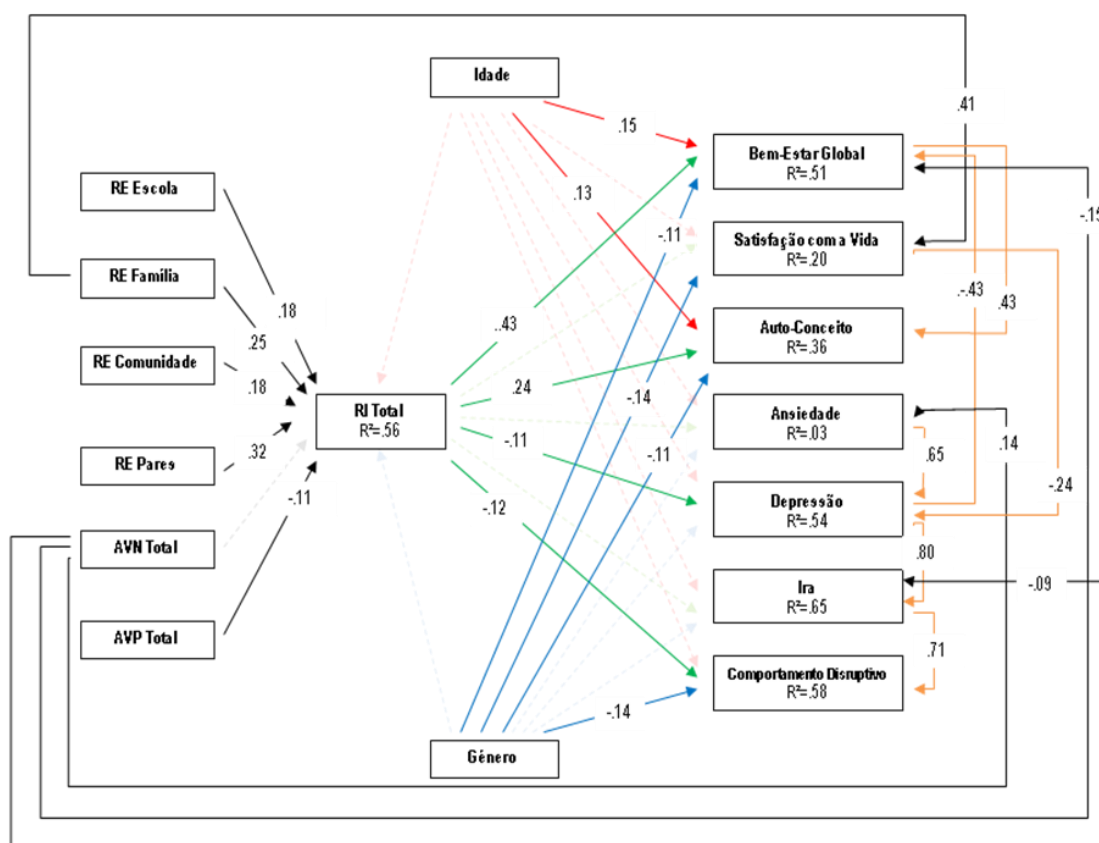 Idade
.41
.15
Bem-Estar Global
R²=.51
RE Escola
.13
-.15
-.11
Satisfação com a Vida
R²=.20
RE Familia
.18
-.43
.43
..43
Auto-Conceito
R²=.36
.25
RE Comunidade
.18
.24
-.14
RI Total
R²=.56
Ansiedade
R²=.03
.14
-.11
-.11
.65
RE Pares
.32
-.24
-.11
-.12
Depressão
R²=.54
AVN Total
.80
Ira
R²=.65
-.09
AVP Total
.71
Comportamento Disruptivo
R²=.58
-.14
Género